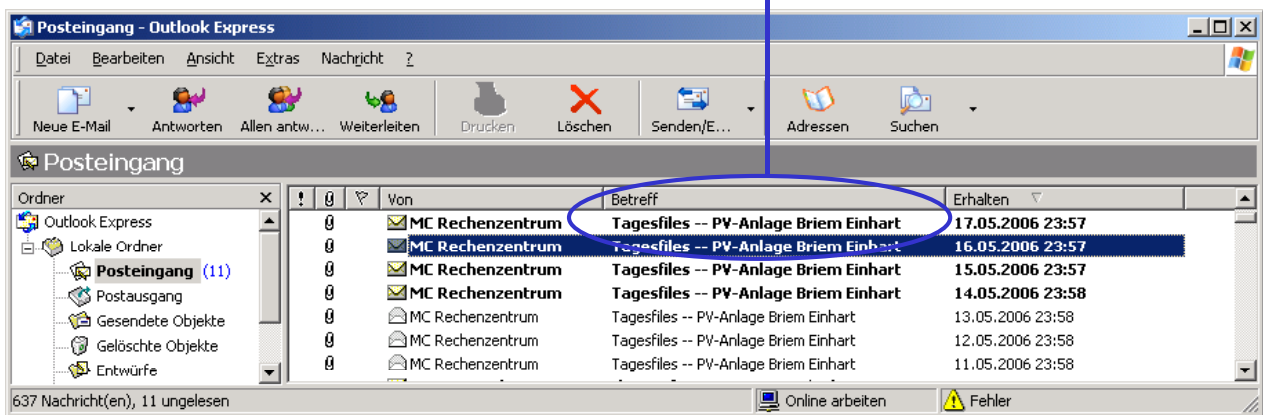 Posteingang - Outlook Express
Datei Bearbeiten Ansicht Extras Nachricht ?
Neue E-Mail Antworten Allen antw... Weiterleiten Drucken Löschen Senden/E... Adressen Suchen
Posteingang
Ordner × ! Von Betreff Erhalten
Outlook Express MC Rechenzentrum Tagesfiles -- PV-Anlage Briem Einhart 17.05.2006 23:57
Lokale Ordner MC Rechenzentrum Tagesfiles -- PV-Anlage Briem Einhart 16.05.2006 23:57
Posteingang (11) MC Rechenzentrum Tagesfiles -- PV-Anlage Briem Einhart 15.05.2006 23:57
Postausgang MC Rechenzentrum Tagesfiles -- PV-Anlage Briem Einhart 14.05.2006 23:58
Gesendete Objekte MC Rechenzentrum Tagesfiles -- PV-Anlage Briem Einhart 13.05.2006 23:58
Gelöschte Objekte MC Rechenzentrum Tagesfiles -- PV-Anlage Briem Einhart 12.05.2006 23:58
Entwürfe MC Rechenzentrum Tagesfiles -- PV-Anlage Briem Einhart 11.05.2006 23:58
637 Nachricht(en), 11 ungelesen Online arbeiten Fehler